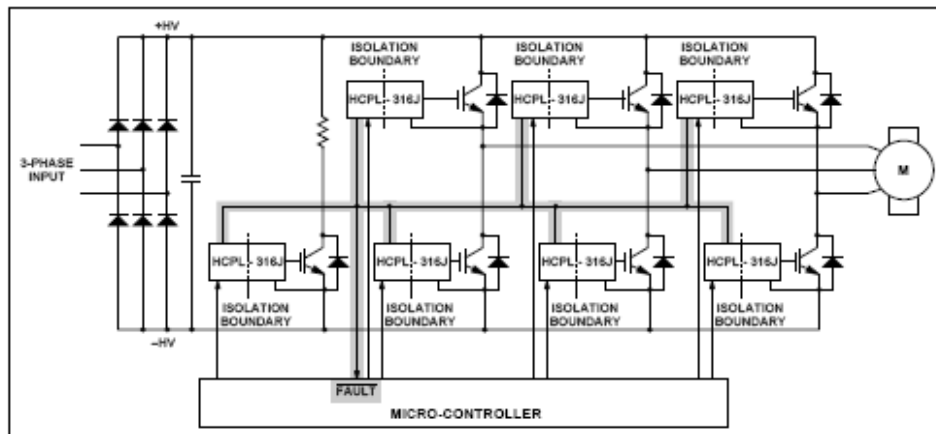 +HV
ISOLATION
BOUNDARY
ISOLATION
BOUNDARY
ISOLATION
BOUNDARY
HCPL - 316J
HCPL - 316J
HCPL - 316J
3-PHASE
INPUT
M
HCPL - 316J
HCPL - 316J
HCPL - 316J
HCPL - 316J
ISOLATION
BOUNDARY
ISOLATION
BOUNDARY
ISOLATION
BOUNDARY
ISOLATION
BOUNDARY
–HV
FAULT
MICRO-CONTROLLER